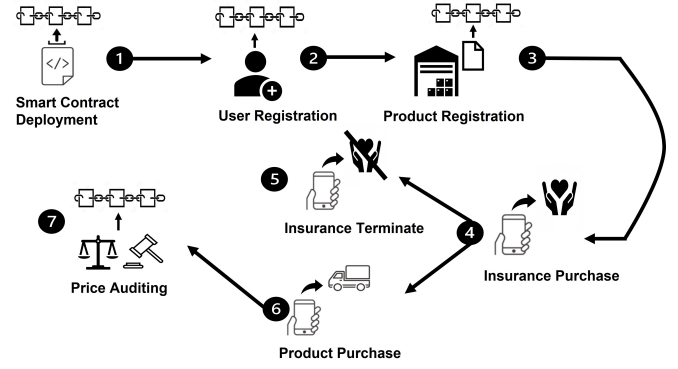 1
2
3
</>
Smart Contract
Deployment
User Registration
Product Registration
5
Insurance Terminate
4
Insurance Purchase
7
Price Auditing
6
Product Purchase